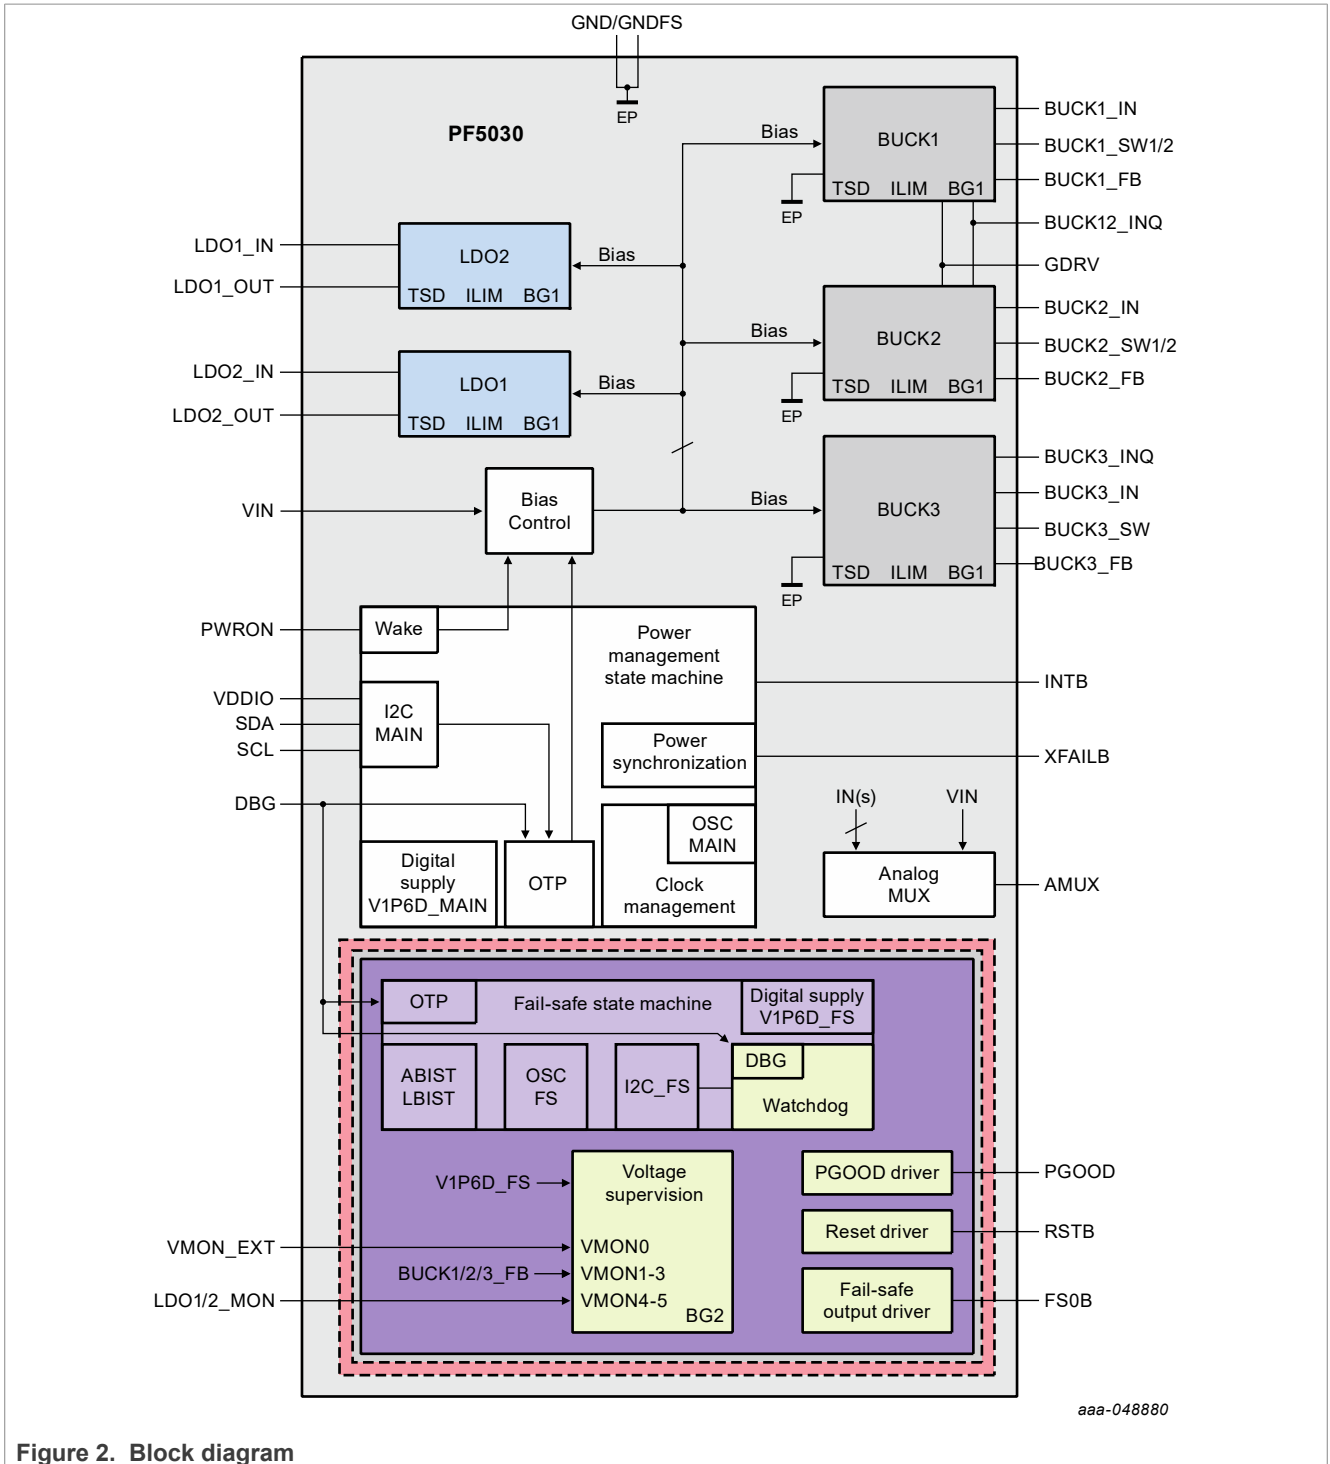 GND/GNDFS
EP
PF5030
Bias
BUCK1
TSD ILIM BG1
EP
BUCK1_IN
BUCK1_SW1/2
BUCK1_FB
BUCK12_INQ
GDRV
LDO1_IN
LDO1_OUT
LDO2
TSD ILIM BG1
Bias
Bias
BUCK2
TSD ILIM BG1
EP
BUCK2_IN
BUCK2_SW1/2
BUCK2_FB
LDO2_IN
LDO2_OUT
LDO1
TSD ILIM BG1
Bias
VIN
Bias
Control
Bias
BUCK3
TSD ILIM BG1
EP
BUCK3_INQ
BUCK3_IN
BUCK3_SW
BUCK3_FB
PWRON
Wake
Power
management
state machine
INTB
VDDIO
SDA
SCL
I2C
MAIN
Power
synchronization
XFAILB
DBG
OSC
MAIN
Clock
management
Digital
supply
V1P6D_MAIN
OTP
IN(s)
VIN
Analog
MUX
AMUX
OTP
Fail-safe state machine
Digital supply
V1P6D_FS
ABIST
LBIST
OSC
FS
I2C_FS
DBG
Watchdog
V1P6D_FS
Voltage
supervision
PGOOD driver
PGOOD
Reset driver
RSTB
VMON_EXT
VMON0
BUCK1/2/3_FB
VMON1-3
LDO1/2_MON
VMON4-5
BG2
Fail-safe
output driver
FS0B
aaa-048880
Figure 2. Block diagram